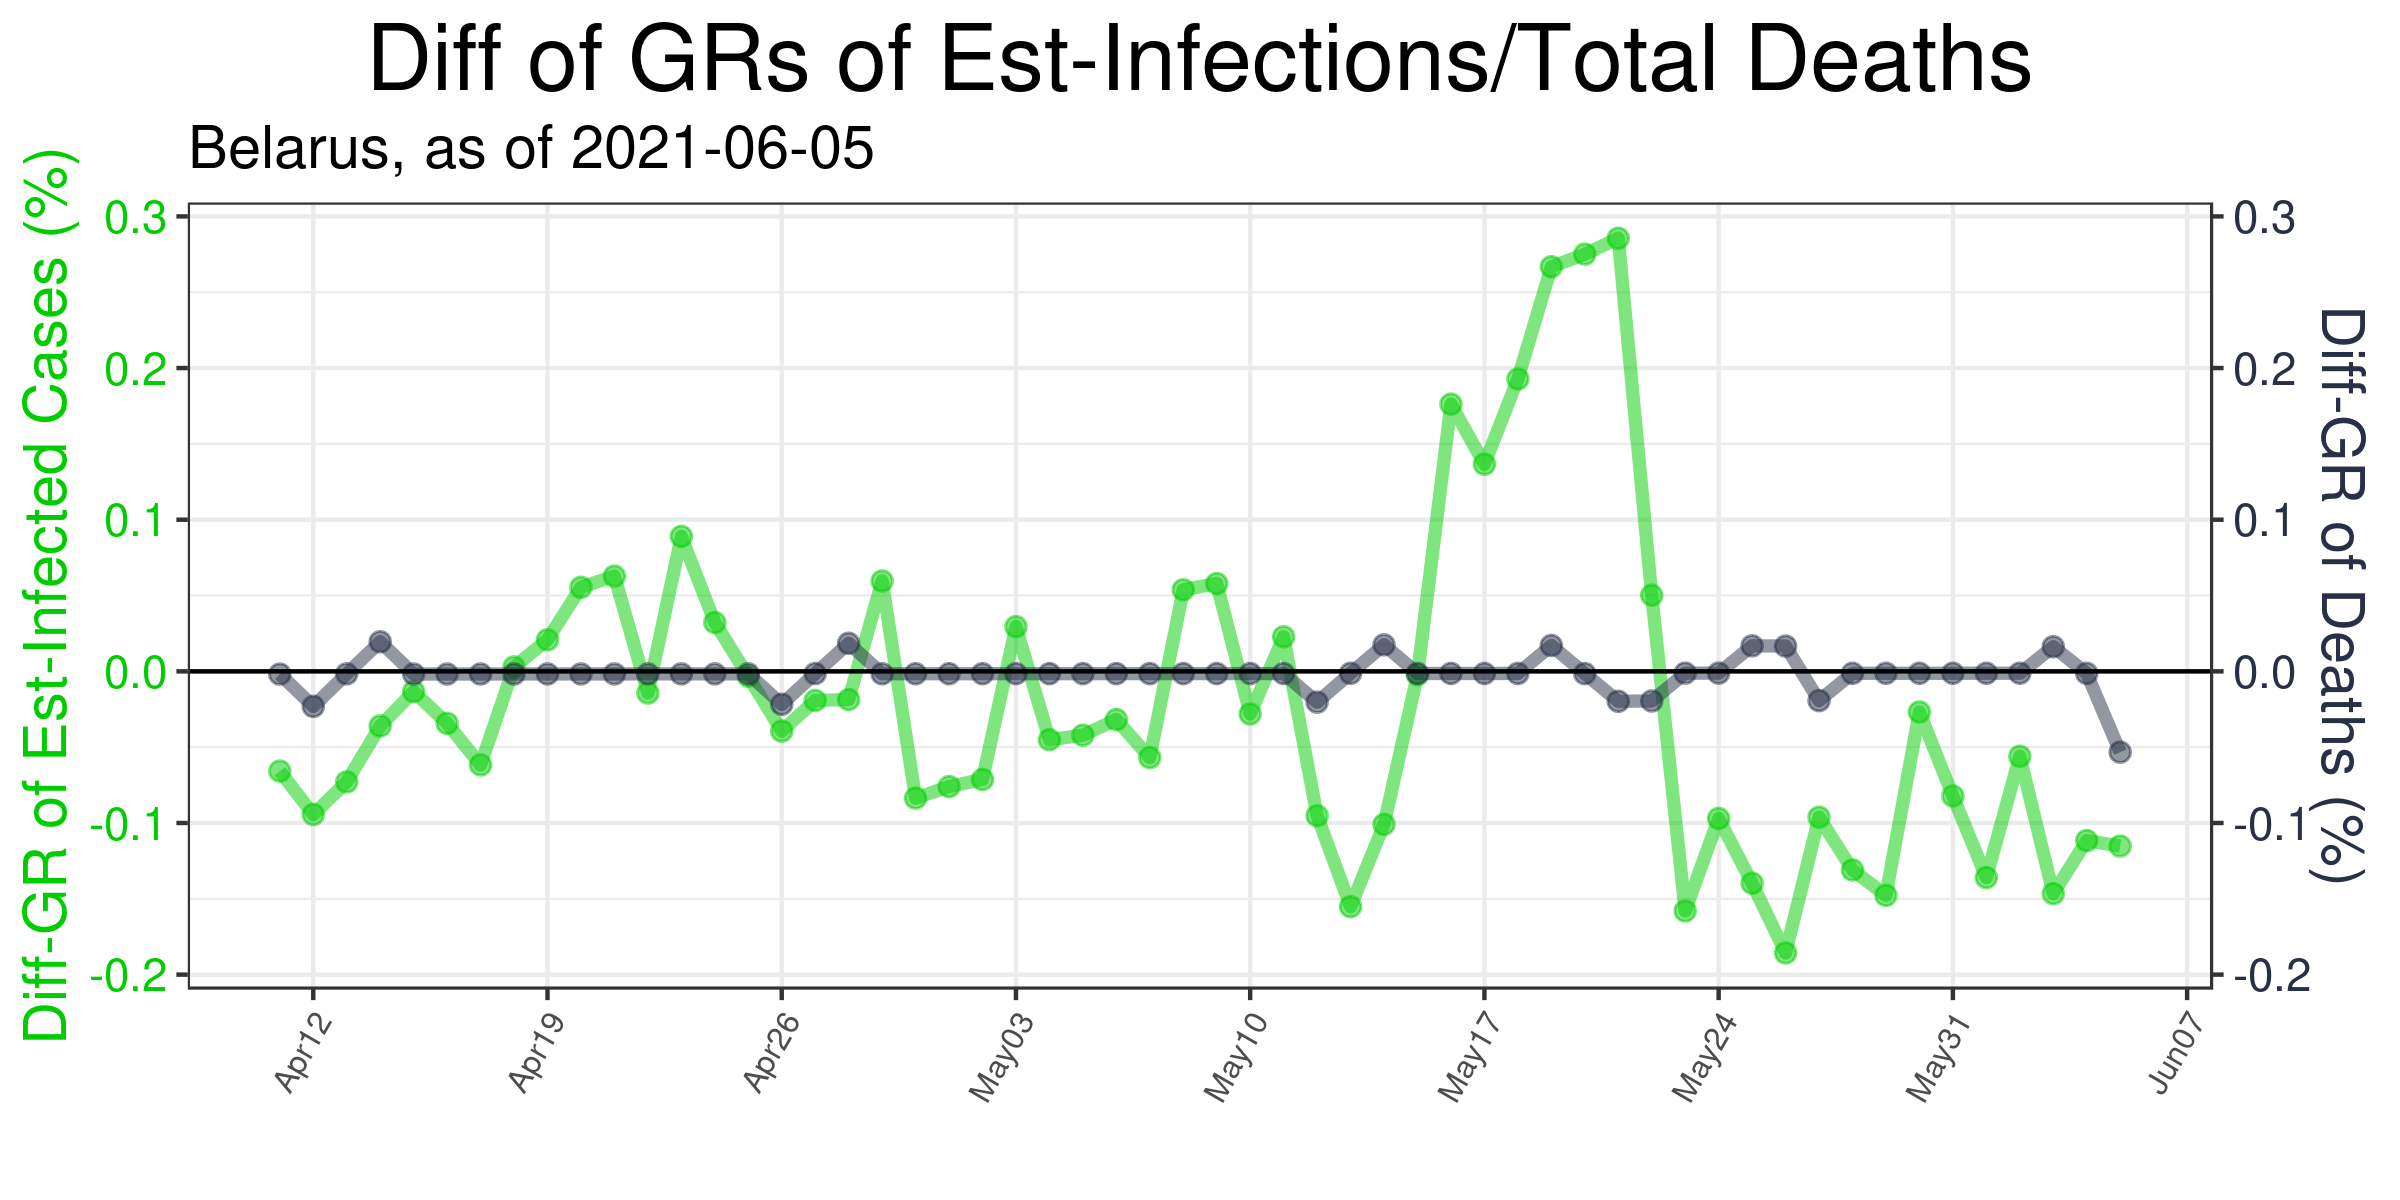 Diff of GRs of Est-Infections/Total Deaths
Belarus, as of 2021-06-05
Diff-GR of Est-Infected Cases (%)
0.3
0.2
0.1
0.0
-0.1
-0.2
0.3
0.2
0.1
0.0
-0.1
-0.2
Diff-GR of Deaths (%)
Apr12
Apr19
Apr26
May03
May10
May17
May24
May31
Jun07